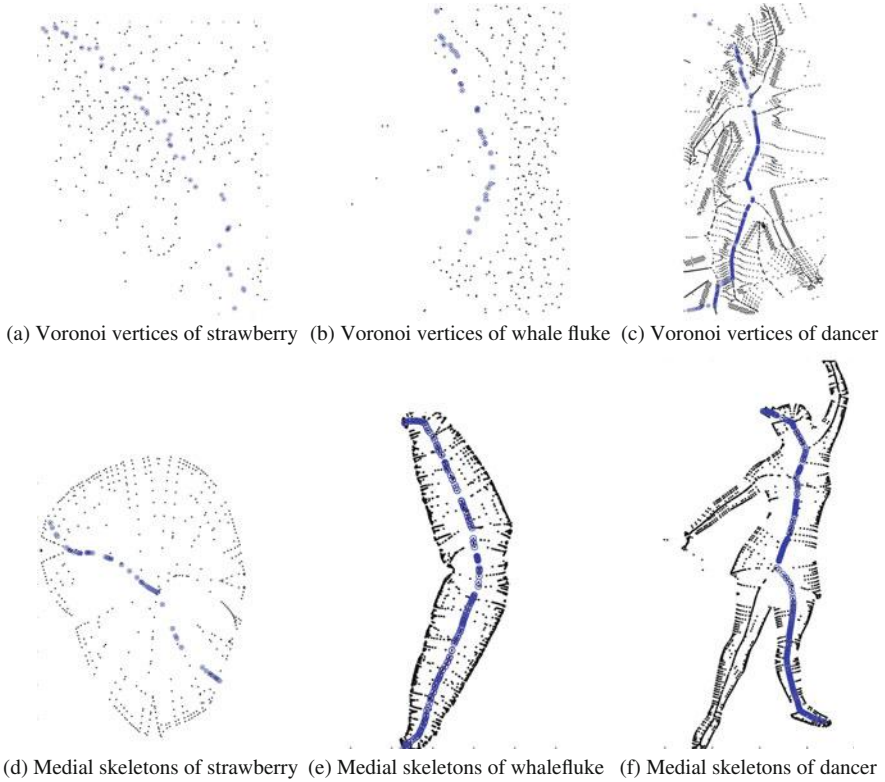 (a) Voronoi vertices of strawberry (b) Voronoi vertices of whale fluke (c) Voronoi vertices of dancer
(d) Medial skeletons of strawberry (e) Medial skeletons of whalefluke (f) Medial skeletons of dancer